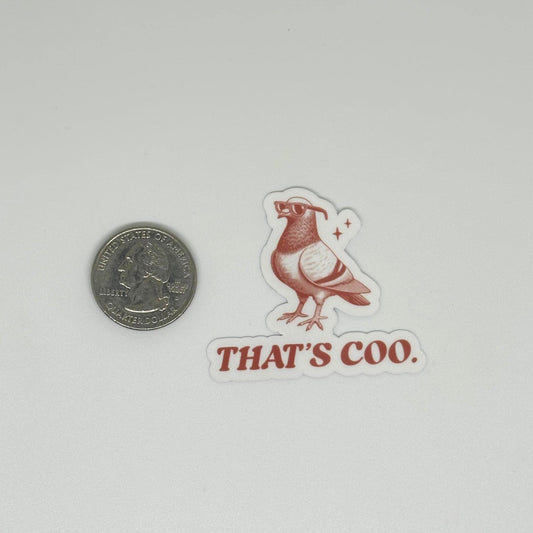 UNITED STATES OF AMERICA
LIBERTY
QUARTER DOLLAR
THAT'S COO.